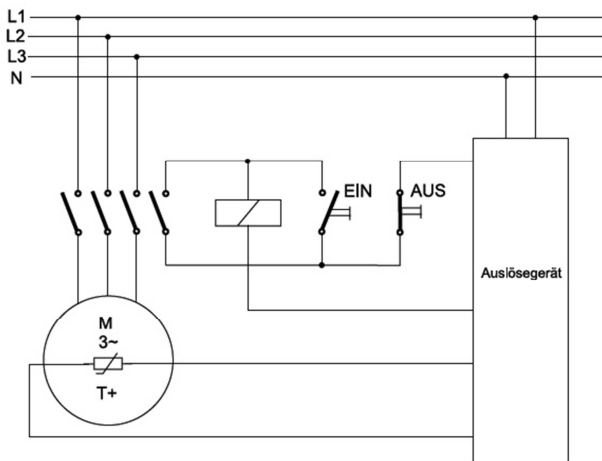 L1
L2
L3
N
EIN
AUS
Auslösegerät
M
3~
T+